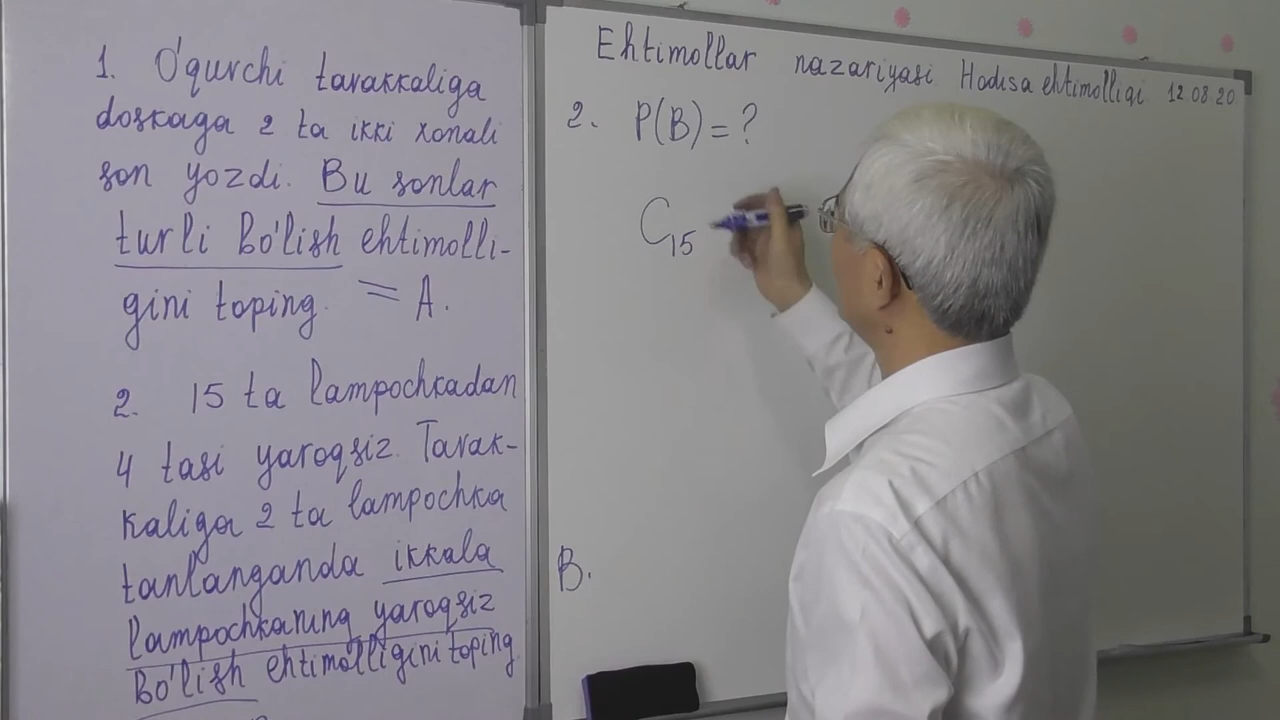 1. O'quvchi tavakkaliga
doskaga 2 ta ikki xonali
son yozdi. Bu sonlar
turli Bo'lish ehtimolli-
gini toping. = A.
2. 15 ta lampochkadan
4 tasi yaroqsiz. Tavak-
kaliga 2 ta lampochka
tanlanganda ikkala
lampochkaning yaroqsiz
Bo'lish ehtimolligini toping
Ehtimollar nazariyasi. Hodisa ehtimolligi. 12.08.20
2. P(B) = ?
C₁₅
B.